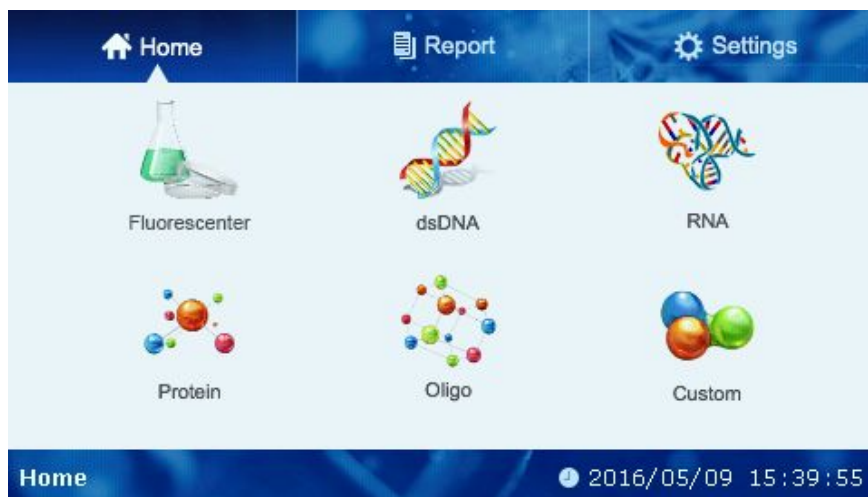 Home Report Settings
Fluorescenter dsDNA RNA
Protein Oligo Custom
Home 2016/05/09 15:39:55